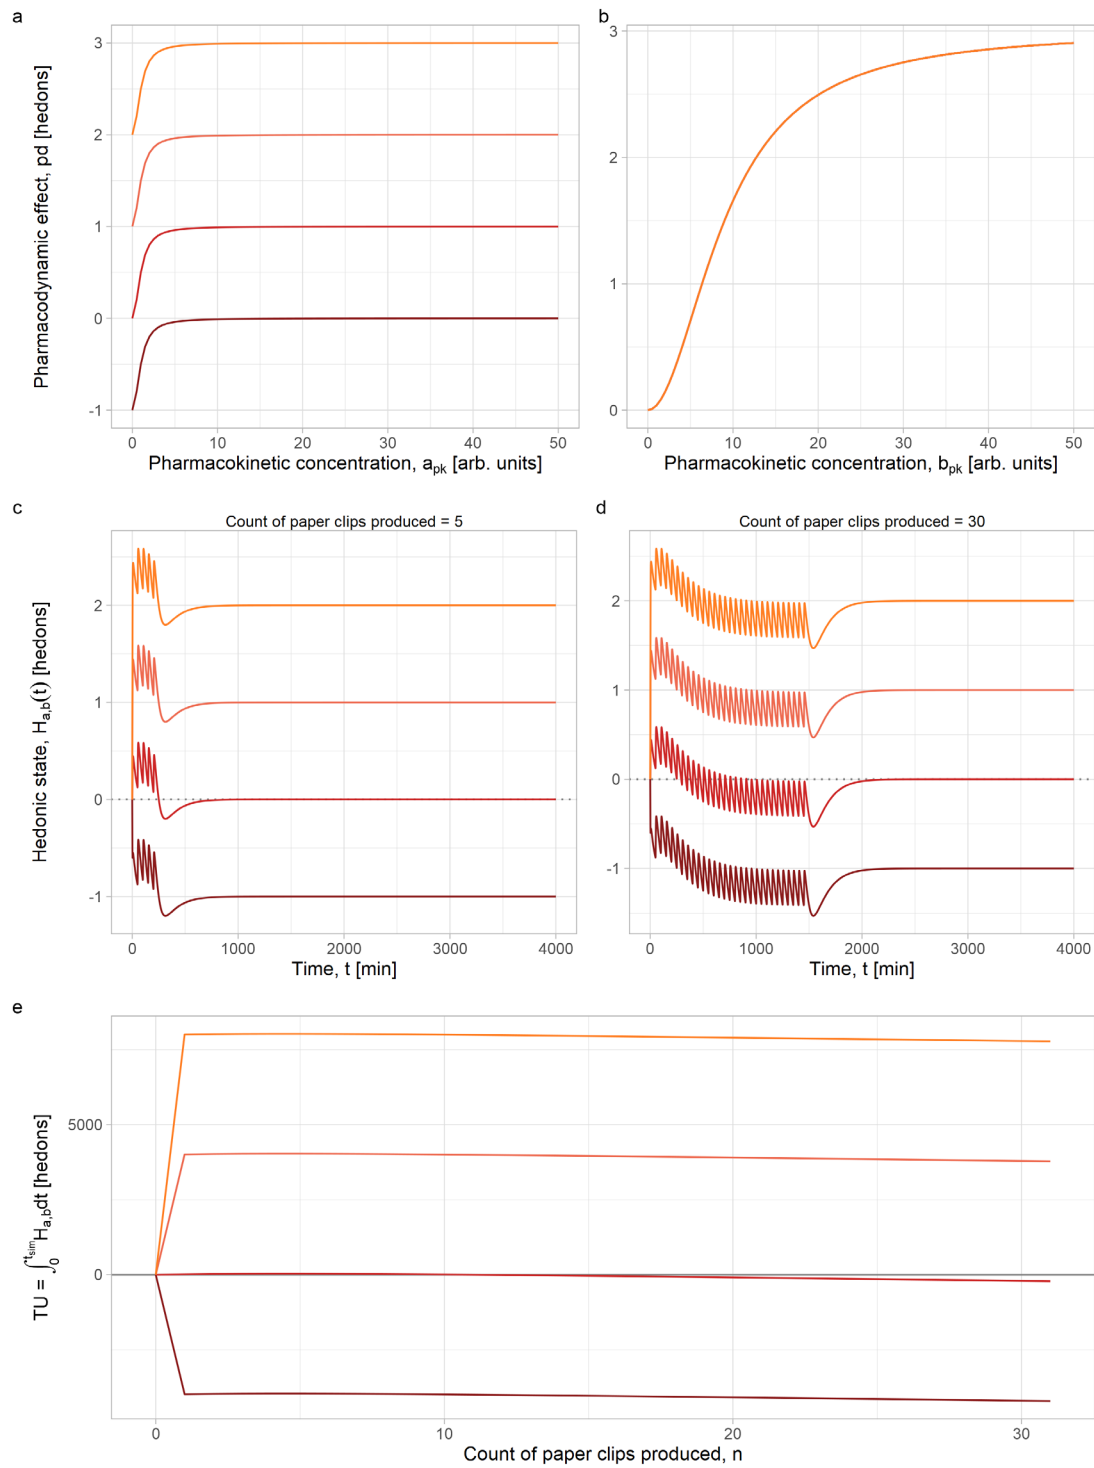 a
Pharmacodynamic effect, pd [hedons]
3
2
1
0
-1
0 10 20 30 40 50
Pharmacokinetic concentration, apk [arb. units]
b
3
2
1
0
0 10 20 30 40 50
Pharmacokinetic concentration, bpk [arb. units]
c
Count of paper clips produced = 5
Hedonic state, Ha,b(t) [hedons]
2
1
0
-1
0 1000 2000 3000 4000
Time, t [min]
d
Count of paper clips produced = 30
2
1
0
-1
0 1000 2000 3000 4000
Time, t [min]
e
TU = ∫0tsim Ha,bdt [hedons]
5000
0
0 10 20 30
Count of paper clips produced, n